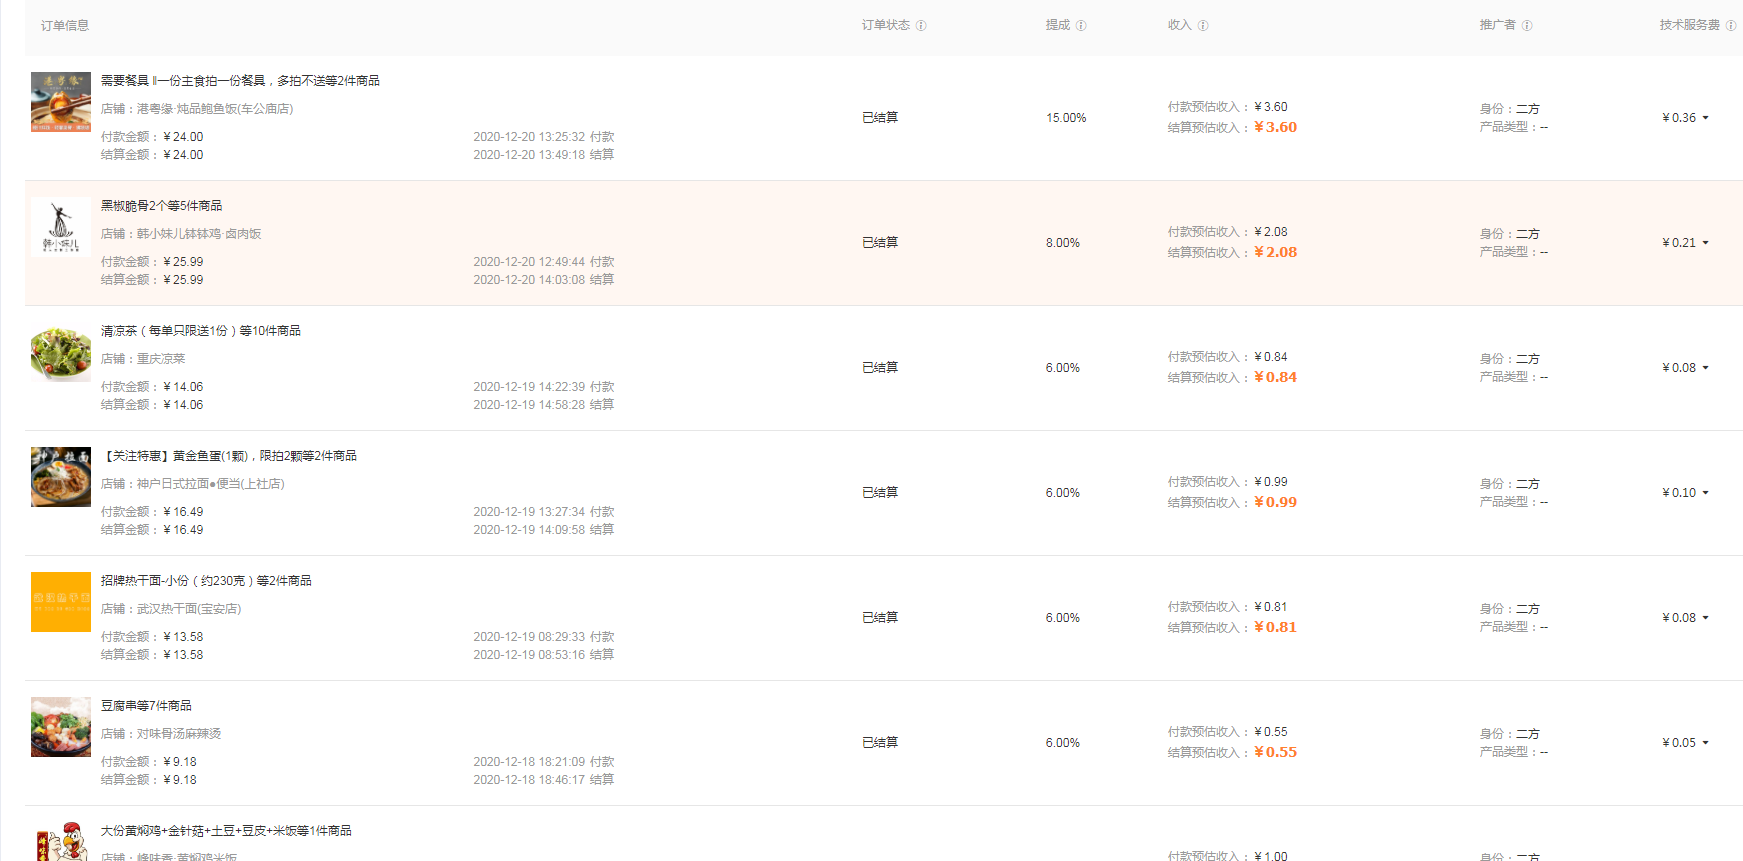 订单信息 订单状态 提成 收入 推广者 技术服务费
港粤缘
需要餐具 ‖一份主食拍一份餐具，多拍不送等2件商品
店铺：港粤缘·炖品鲍鱼饭(车公庙店)
付款金额：￥24.00 2020-12-20 13:25:32 付款
结算金额：￥24.00 2020-12-20 13:49:18 结算
已结算
15.00%
付款预估收入：￥3.60
结算预估收入：￥3.60
身份：二方
产品类型：--
￥0.36
韩小妹儿
黑椒脆骨2个等5件商品
店铺：韩小妹儿钵钵鸡·卤肉饭
付款金额：￥25.99 2020-12-20 12:49:44 付款
结算金额：￥25.99 2020-12-20 14:03:08 结算
已结算
8.00%
付款预估收入：￥2.08
结算预估收入：￥2.08
身份：二方
产品类型：--
￥0.21
清凉茶（每单只限送1份）等10件商品
店铺：重庆凉菜
付款金额：￥14.06 2020-12-19 14:22:39 付款
结算金额：￥14.06 2020-12-19 14:58:28 结算
已结算
6.00%
付款预估收入：￥0.84
结算预估收入：￥0.84
身份：二方
产品类型：--
￥0.08
神户拉面
【关注特惠】黄金鱼蛋(1颗)，限拍2颗等2件商品
店铺：神户日式拉面●便当(上社店)
付款金额：￥16.49 2020-12-19 13:27:34 付款
结算金额：￥16.49 2020-12-19 14:09:58 结算
已结算
6.00%
付款预估收入：￥0.99
结算预估收入：￥0.99
身份：二方
产品类型：--
￥0.10
招牌热干面-小份（约230克）等2件商品
店铺：武汉热干面(宝安店)
付款金额：￥13.58 2020-12-19 08:29:33 付款
结算金额：￥13.58 2020-12-19 08:53:16 结算
已结算
6.00%
付款预估收入：￥0.81
结算预估收入：￥0.81
身份：二方
产品类型：--
￥0.08
豆腐串等7件商品
店铺：对味骨汤麻辣烫
付款金额：￥9.18 2020-12-18 18:21:09 付款
结算金额：￥9.18 2020-12-18 18:46:17 结算
已结算
6.00%
付款预估收入：￥0.55
结算预估收入：￥0.55
身份：二方
产品类型：--
￥0.05
大份黄焖鸡+金针菇+土豆+豆皮+米饭等1件商品
店铺：峰味香·黄焖鸡米饭
付款预估收入：￥1.00
身份：二方